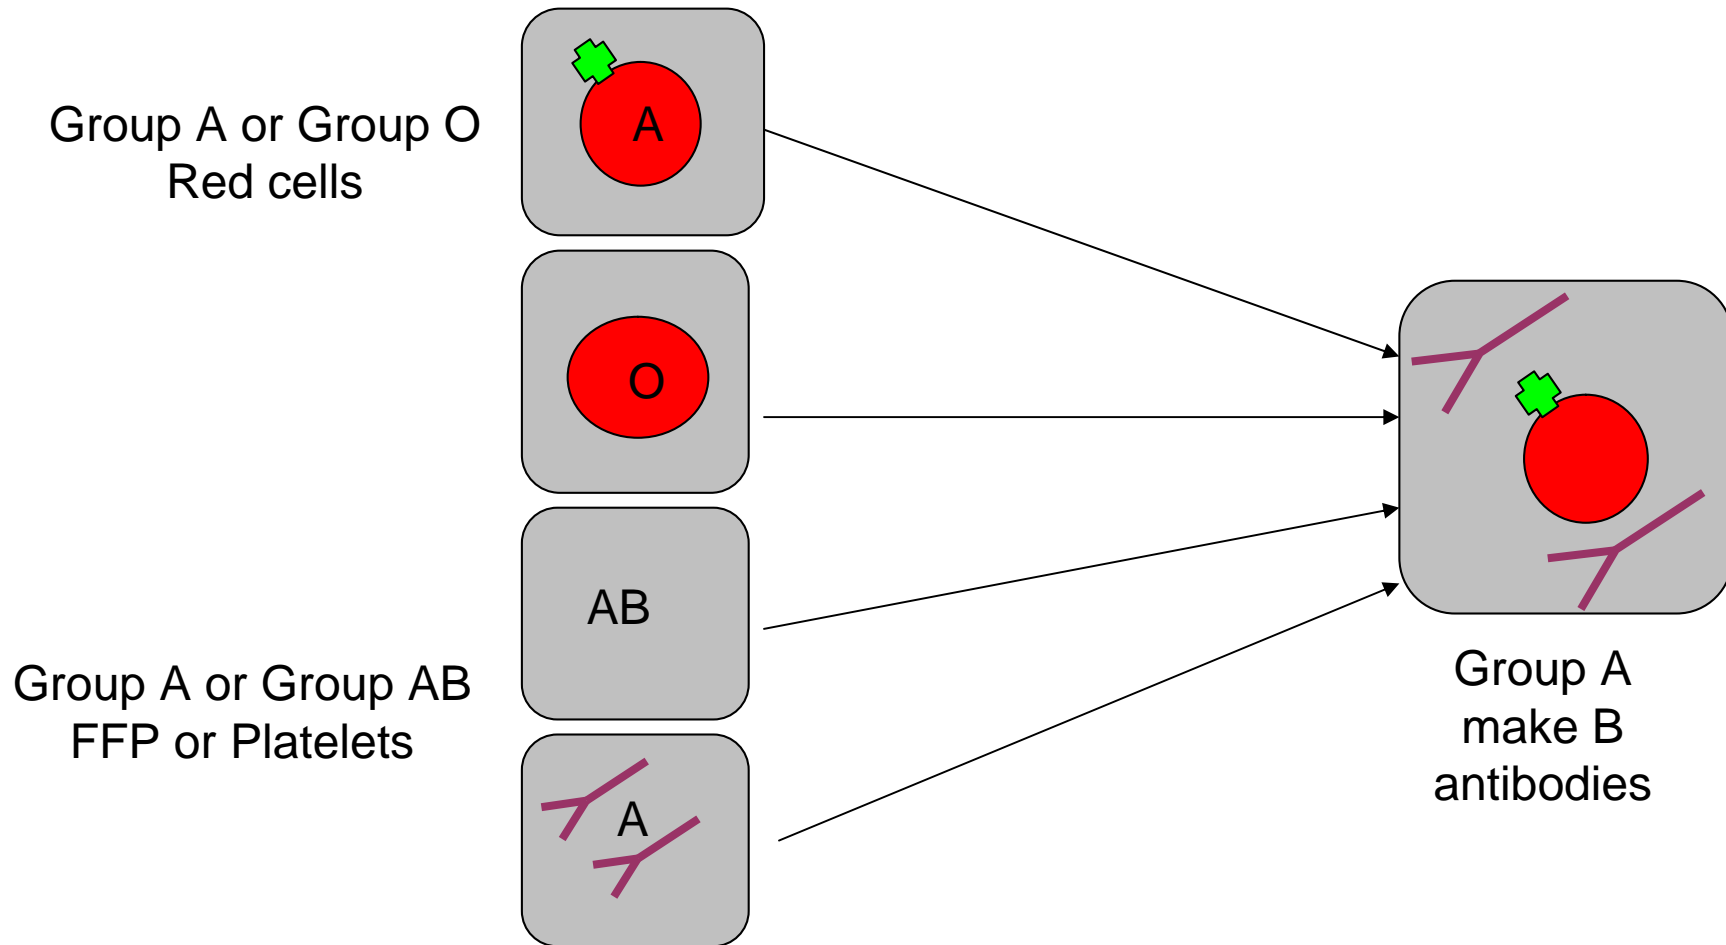 Group A or Group O
Red cells
A
O
AB
Group A or Group AB
FFP or Platelets
A
Group A
make B
antibodies